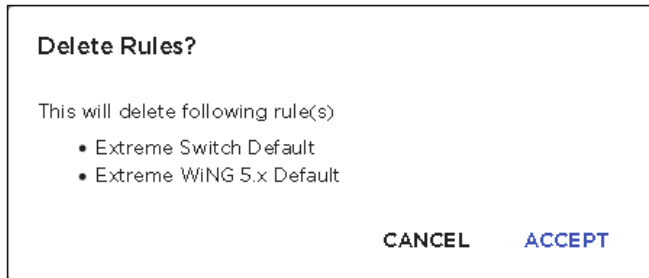 Delete Rules?
This will delete following rule(s)
• Extreme Switch Default
• Extreme WiNG 5.x Default
CANCEL ACCEPT